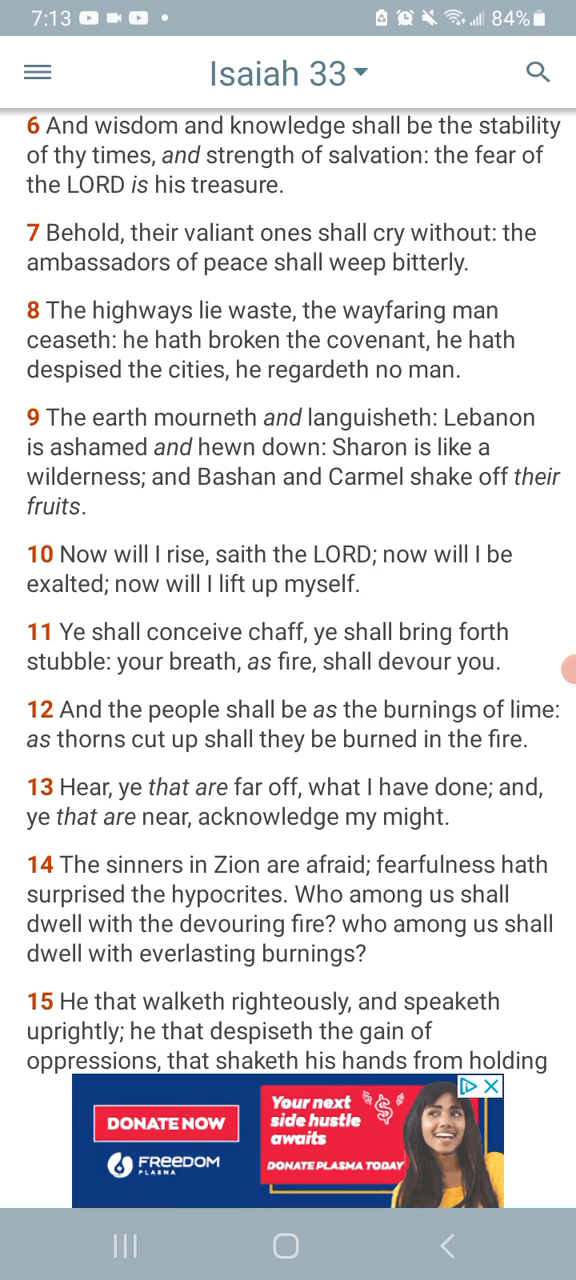 7:13
84%
Isaiah 33
6 And wisdom and knowledge shall be the stability
of thy times, and strength of salvation: the fear of
the LORD is his treasure.
7 Behold, their valiant ones shall cry without: the
ambassadors of peace shall weep bitterly.
8 The highways lie waste, the wayfaring man
ceaseth: he hath broken the covenant, he hath
despised the cities, he regardeth no man.
9 The earth mourneth and languisheth: Lebanon
is ashamed and hewn down: Sharon is like a
wilderness; and Bashan and Carmel shake off their
fruits.
10 Now will I rise, saith the LORD; now will I be
exalted; now will I lift up myself.
11 Ye shall conceive chaff, ye shall bring forth
stubble: your breath, as fire, shall devour you.
12 And the people shall be as the burnings of lime:
as thorns cut up shall they be burned in the fire.
13 Hear, ye that are far off, what I have done; and,
ye that are near, acknowledge my might.
14 The sinners in Zion are afraid; fearfulness hath
surprised the hypocrites. Who among us shall
dwell with the devouring fire? who among us shall
dwell with everlasting burnings?
15 He that walketh righteously, and speaketh
uprightly; he that despiseth the gain of
oppressions, that shaketh his hands from holding
DONATE NOW
FREEDOM
PLASMA
Your next
side hustle
awaits
DONATE PLASMA TODAY